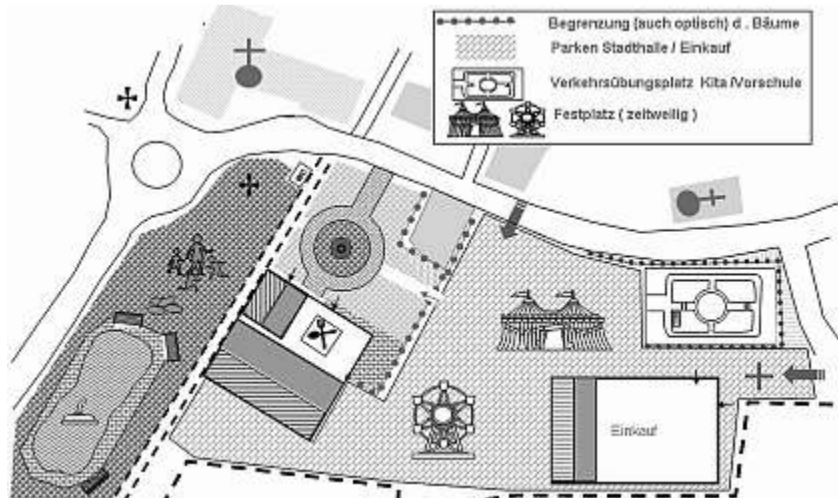 Begrenzung (auch optisch) d. Bäume
Parken Stadthalle / Einkauf
Verkehrsübungsplatz Kita /Vorschule
Festplatz ( zeitweilig )
Einkauf